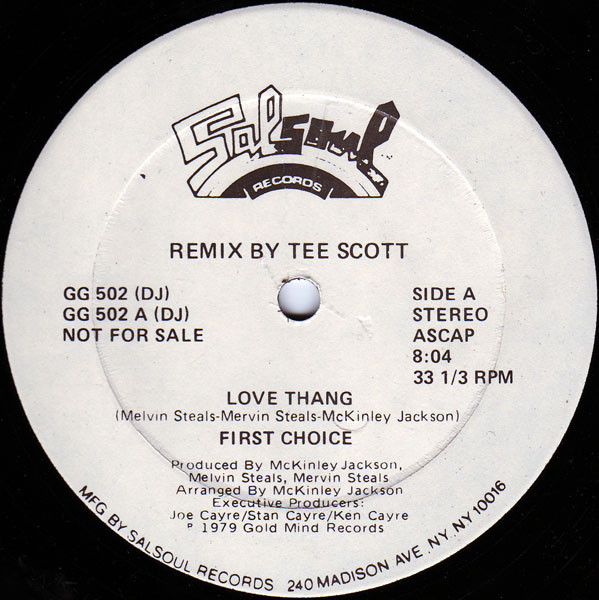 Salsoul
RECORDS
REMIX BY TEE SCOTT
GG 502 (DJ)
GG 502 A (DJ)
NOT FOR SALE
SIDE A
STEREO
ASCAP
8:04
33 1/3 RPM
LOVE THANG
(Melvin Steals-Mervin Steals-McKinley Jackson)
FIRST CHOICE
Produced By McKinley Jackson,
Melvin Steals, Mervin Steals
Arranged By McKinley Jackson
Executive Producers:
Joe Cayre/Stan Cayre/Ken Cayre
℗ 1979 Gold Mind Records
MFG BY SALSOUL RECORDS 240 MADISON AVE NY. NY 10016